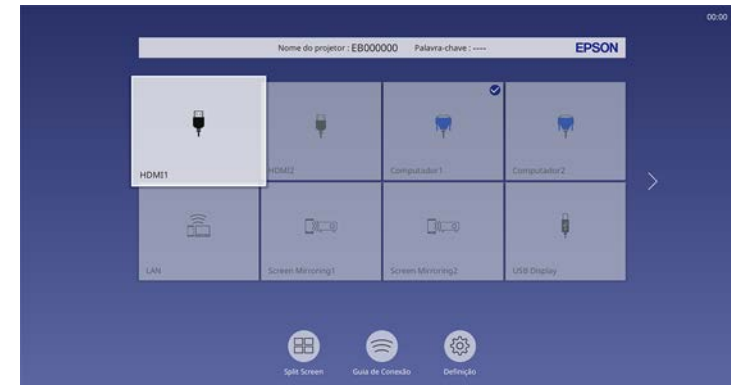 00:00
Nome do projetor : EB000000 Palavra-chave : ---- EPSON
HDMI1 HDMI2 Computador1 Computador2
LAN Screen Mirroring1 Screen Mirroring2 USB Display
Split Screen Guia de Conexão Definição